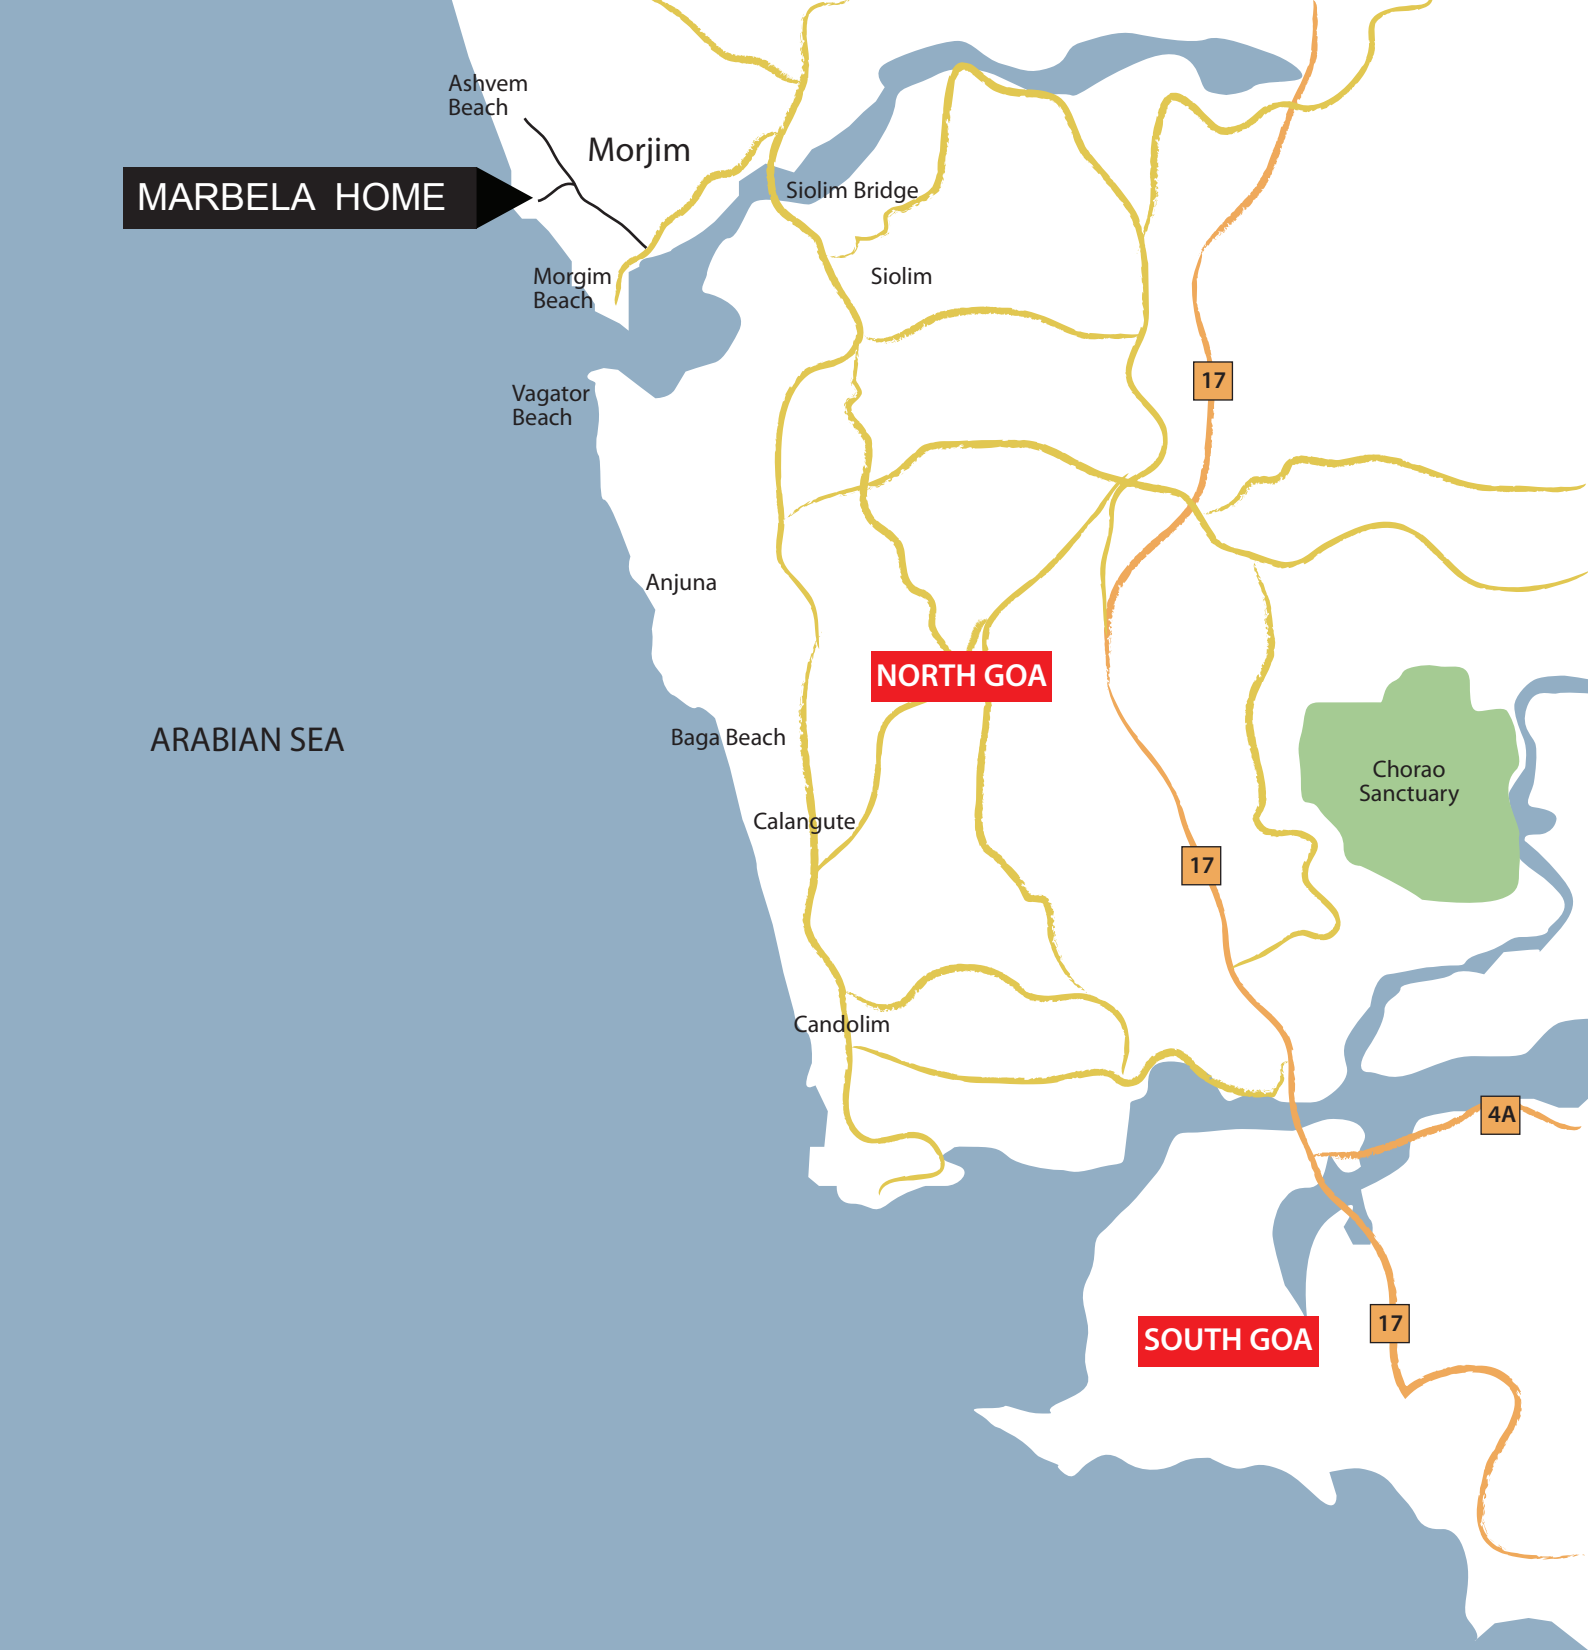 Ashvem
Beach
Morjim
MARBELA HOME
Siolim Bridge
Morgim
Beach
Siolim
17
Vagator
Beach
Anjuna
NORTH GOA
ARABIAN SEA
Baga Beach
Chorao
Sanctuary
Calangute
17
Candolim
4A
17
SOUTH GOA